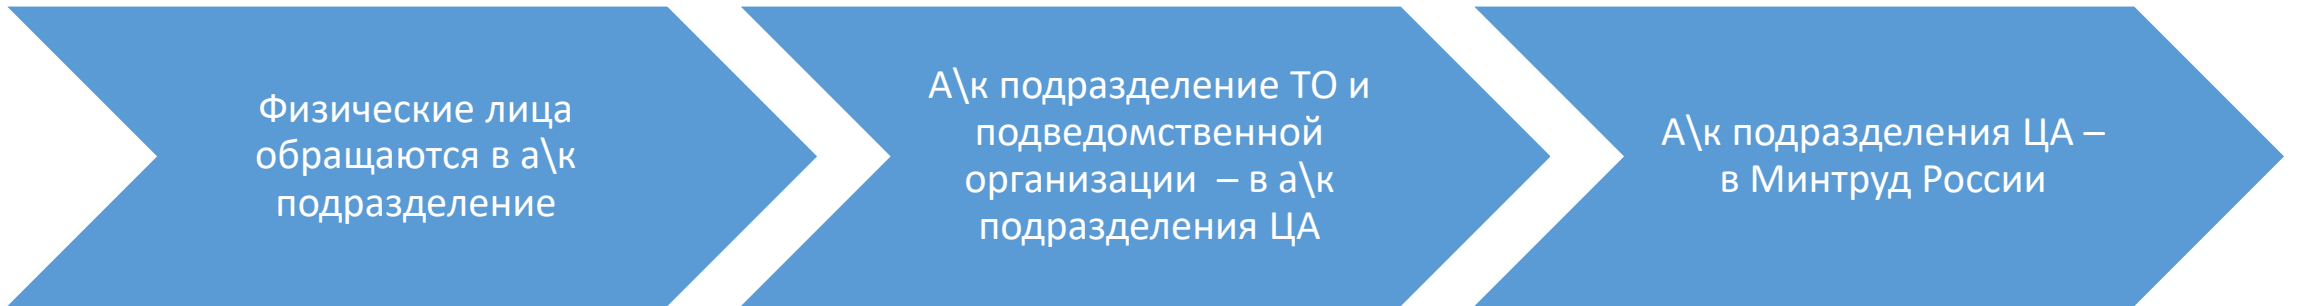 Физические лица
обращаются в а\к
подразделение
А\к подразделение ТО и
подведомственной
организации – в а\к
подразделения ЦА
А\к подразделения ЦА –
в Минтруд России